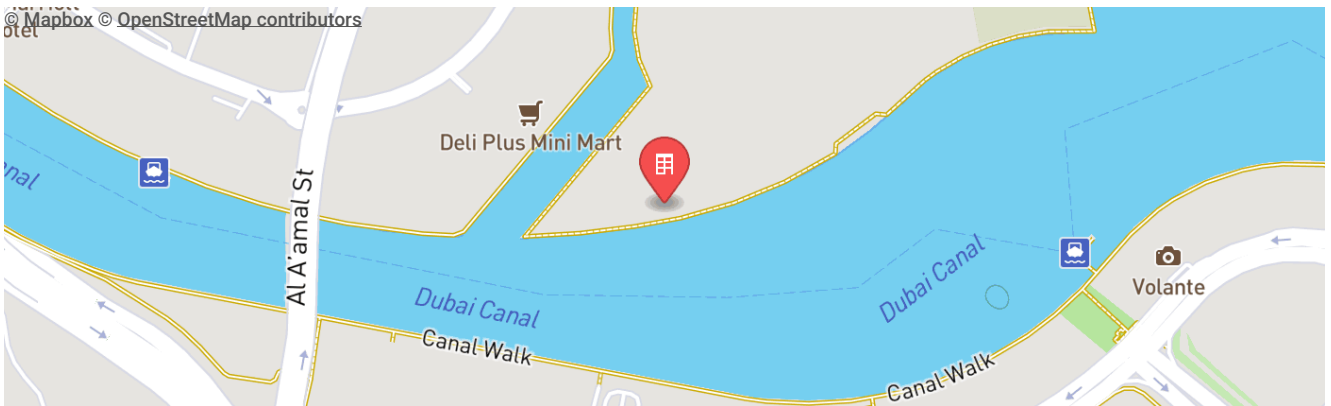 © Mapbox © OpenStreetMap contributors
Deli Plus Mini Mart
Al A'amal St
Dubai Canal
Dubai Canal
Volante
Canal Walk
Canal Walk